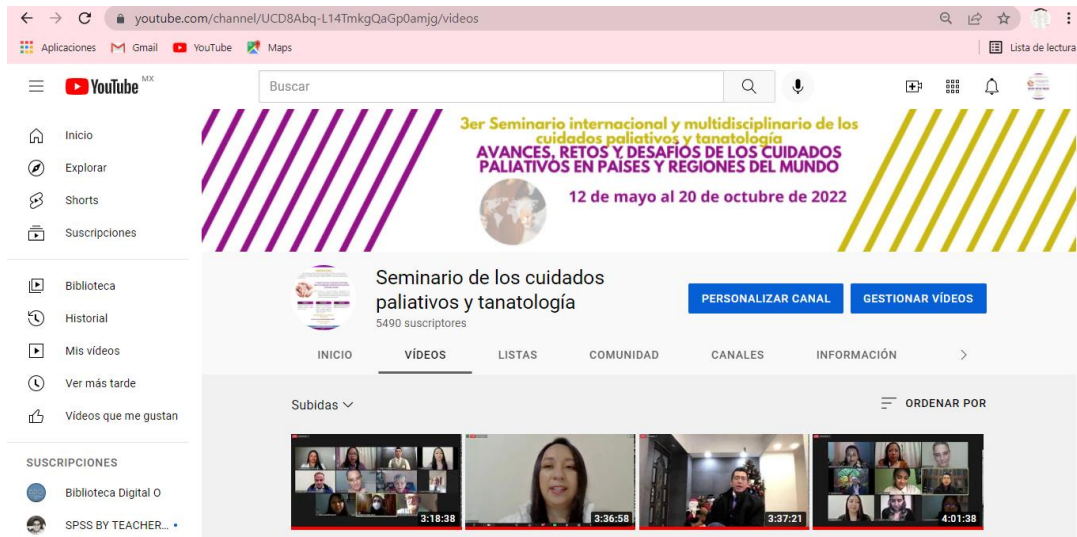 youtube.com/channel/UCD8Abq-L14TmkgQaGp0amjg/videos
Aplicaciones Gmail YouTube Maps Lista de lectura
YouTube MX
Buscar
Inicio
Explorar
Shorts
Suscripciones
Biblioteca
Historial
Mis vídeos
Ver más tarde
Vídeos que me gustan
SUSCRIPCIONES
Biblioteca Digital O
SPSS BY TEACHER...
3er Seminario internacional y multidisciplinario de los
cuidados paliativos y tanatología
AVANCES, RETOS Y DESAFÍOS DE LOS CUIDADOS
PALIATIVOS EN PAÍSES Y REGIONES DEL MUNDO
12 de mayo al 20 de octubre de 2022
Seminario de los cuidados
paliativos y tanatología
5490 suscriptores
PERSONALIZAR CANAL GESTIONAR VÍDEOS
INICIO VÍDEOS LISTAS COMUNIDAD CANALES INFORMACIÓN
Subidas ORDENAR POR
3:18:38 3:36:58 3:37:21 4:01:38